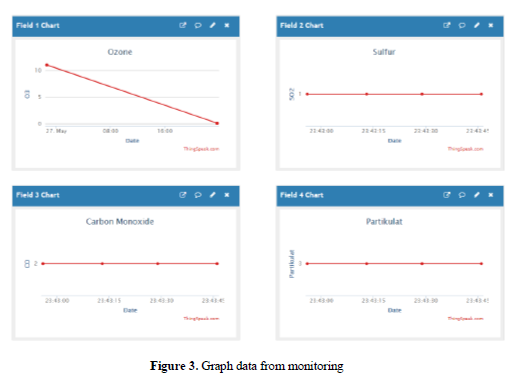 Field 1 Chart
Ozone
O3
10
5
0
27. May
08:00
Date
ThingSpeak.com
Field 2 Chart
Sulfur
SO2
1
23:43:00
23:43:15
23:43:30
23:43:45
Date
ThingSpeak.com
Field 3 Chart
Carbon Monoxide
CO
2
23:43:00
23:43:15
23:43:30
23:43:45
Date
ThingSpeak.com
Field 4 Chart
Partikulat
Partikulat
23:43:00
23:43:15
23:43:30
23:43:45
Date
ThingSpeak.com
Figure 3. Graph data from monitoring